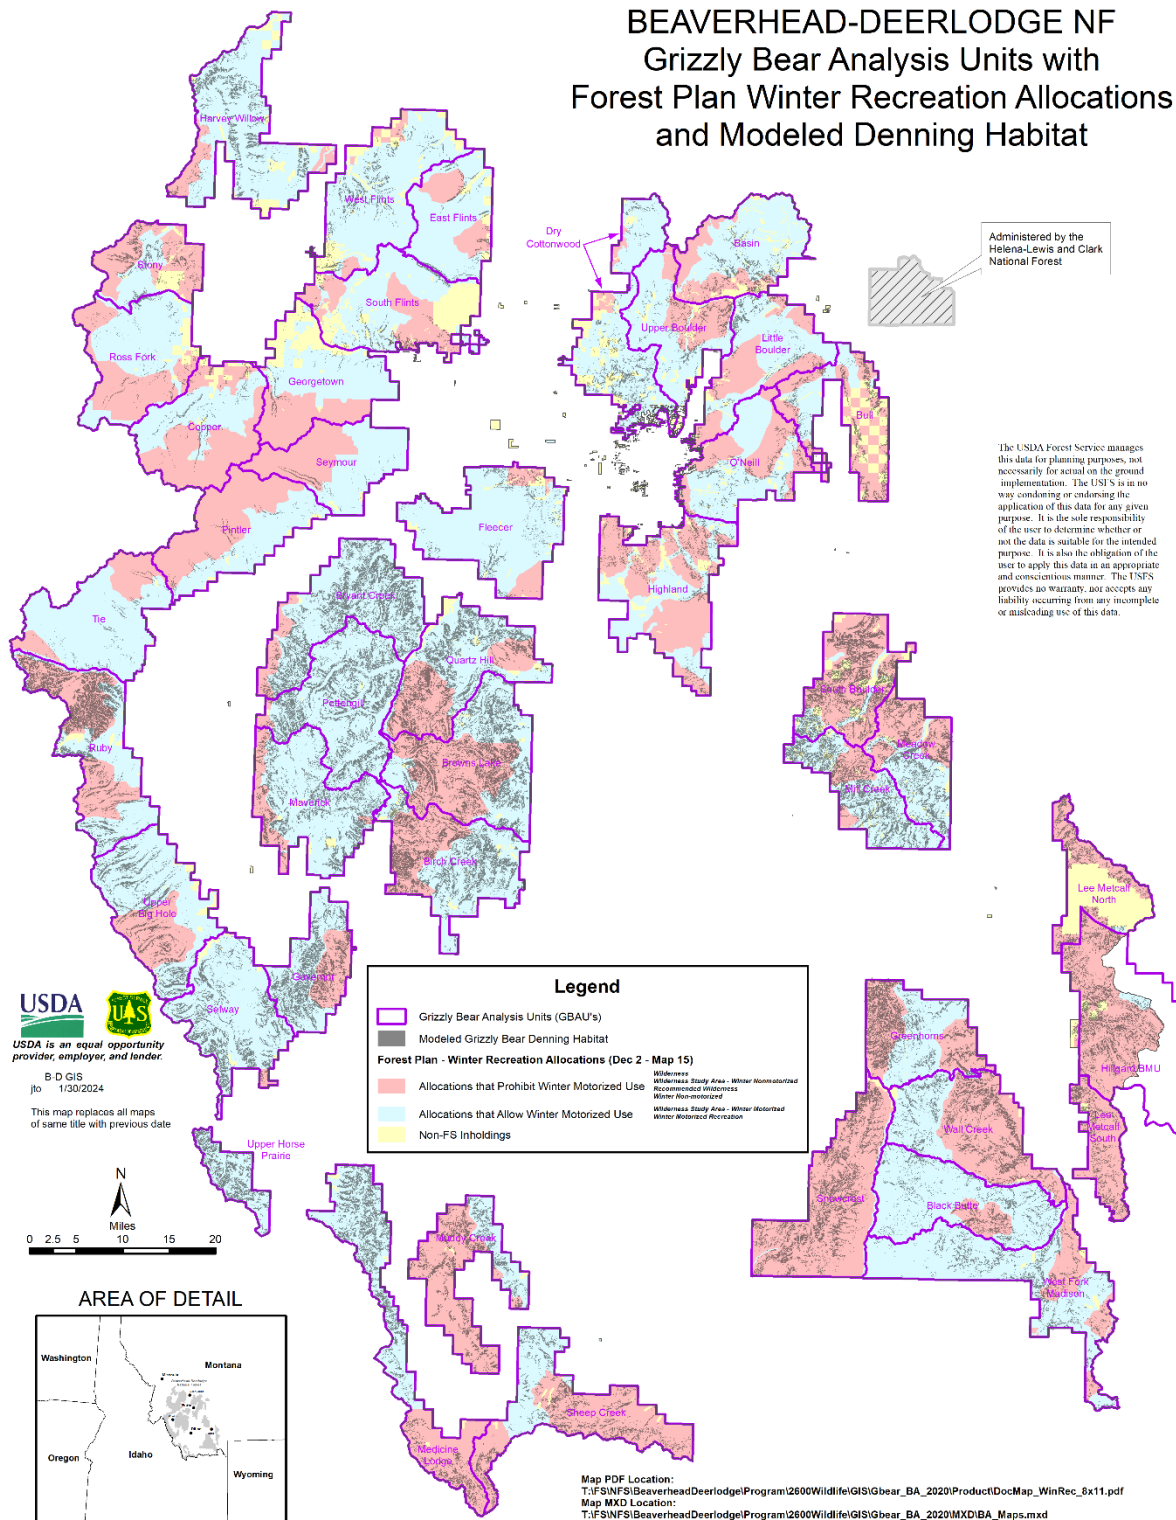 BEAVERHEAD-DEERLODGE NF
Grizzly Bear Analysis Units with
Forest Plan Winter Recreation Allocations
and Modeled Denning Habitat
Harvey Willow
West Flints
East Flints
Dry
Cottonwood
Basin
Administered by the
Helena-Lewis and Clark
National Forest
Stony
South Flints
Upper Boulder
Little
Boulder
Ross Fork
Georgetown
Copper
Bull
Seymour
O'Neill
The USDA Forest Service manages
this data for planning purposes, not
necessarily for actual on the ground
implementation. The USFS is in no
way condoning or endorsing the
application of this data for any given
purpose. It is the sole responsibility
of the user to determine whether or
not the data is suitable for the intended
purpose. It is also the obligation of the
user to apply this data in an appropriate
and conscientious manner. The USFS
provides no warranty, nor accepts any
liability occurring from any incomplete
or misleading use of this data.
Pintler
Fleecer
Bryant Creek
Highland
Tie
Quartz Hill
South Boulder
Pettengill
Ruby
Meadow
Creek
Browns Lake
Mill Creek
Maverick
Birch Creek
Lee Metcalf
North
Upper
Big Hole
Governor
Selway
Legend
Grizzly Bear Analysis Units (GBAU's)
Modeled Grizzly Bear Denning Habitat
Forest Plan - Winter Recreation Allocations (Dec 2 - Map 15)
Allocations that Prohibit Winter Motorized Use
Wilderness
Wilderness Study Area - Winter Nonmotorized
Recommended Wilderness
Winter Non-motorized
Allocations that Allow Winter Motorized Use
Wilderness Study Area - Winter Motorized
Winter Motorized Recreation
Non-FS Inholdings
USDA
UAS
USDA is an equal opportunity
provider, employer, and lender.
B-D GIS
jto 1/30/2024
This map replaces all maps
of same title with previous date
Greenhorns
Hilgard BMU
Lee
Metcalf
South
Wall Creek
Upper Horse
Prairie
N
Miles
0 2.5 5 10 15 20
Snowcrest
Black Butte
Muddy Creek
West Fork
Madison
AREA OF DETAIL
Washington
Montana
Oregon
Idaho
Wyoming
Sheep Creek
Medicine
Lodge
Map PDF Location:
T:\FS\NFS\BeaverheadDeerlodge\Program\2600Wildlife\GIS\Gbear_BA_2020\Product\DocMap_WinRec_8x11.pdf
Map MXD Location:
T:\FS\NFS\BeaverheadDeerlodge\Program\2600Wildlife\GIS\Gbear_BA_2020\MXD\BA_Maps.mxd